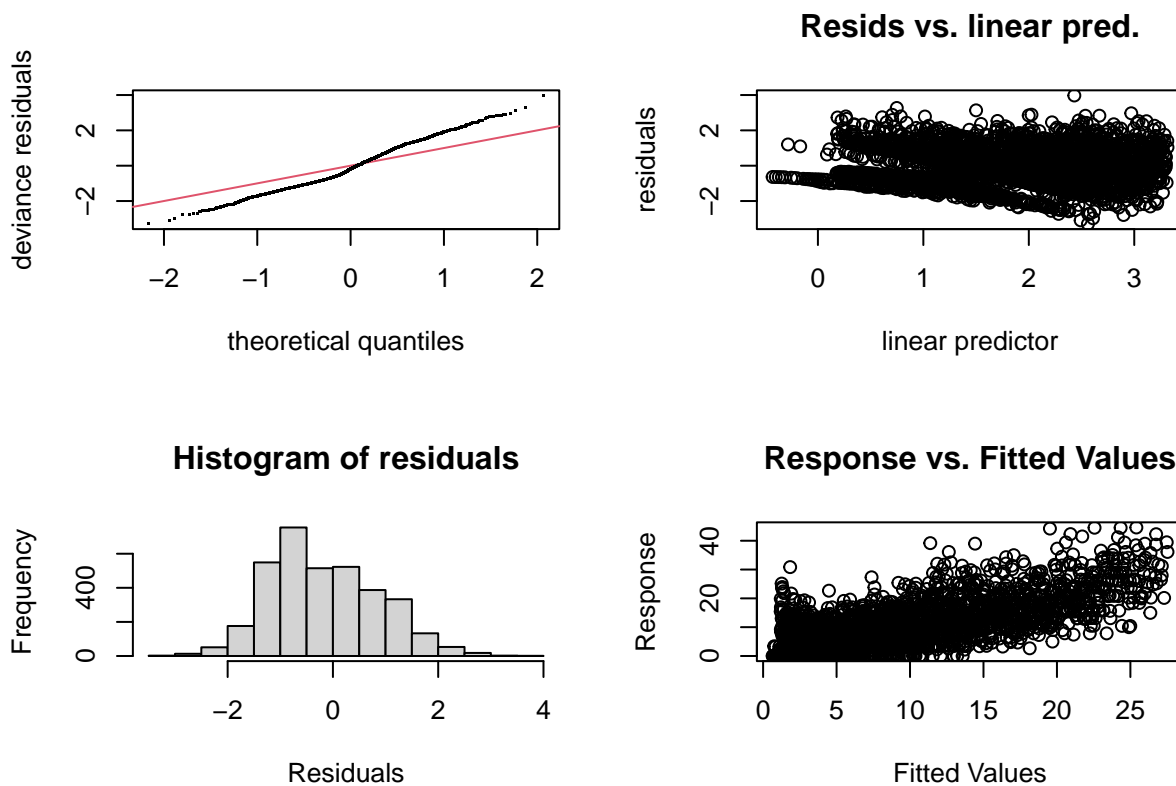 deviance residuals
2
−2
−2
−1
0
1
2
theoretical quantiles
Resids vs. linear pred.
residuals
2
−2
0
1
2
3
linear predictor
Histogram of residuals
Frequency
400
0
−2
0
2
4
Residuals
Response vs. Fitted Values
Response
40
20
0
0
5
10
15
20
25
Fitted Values